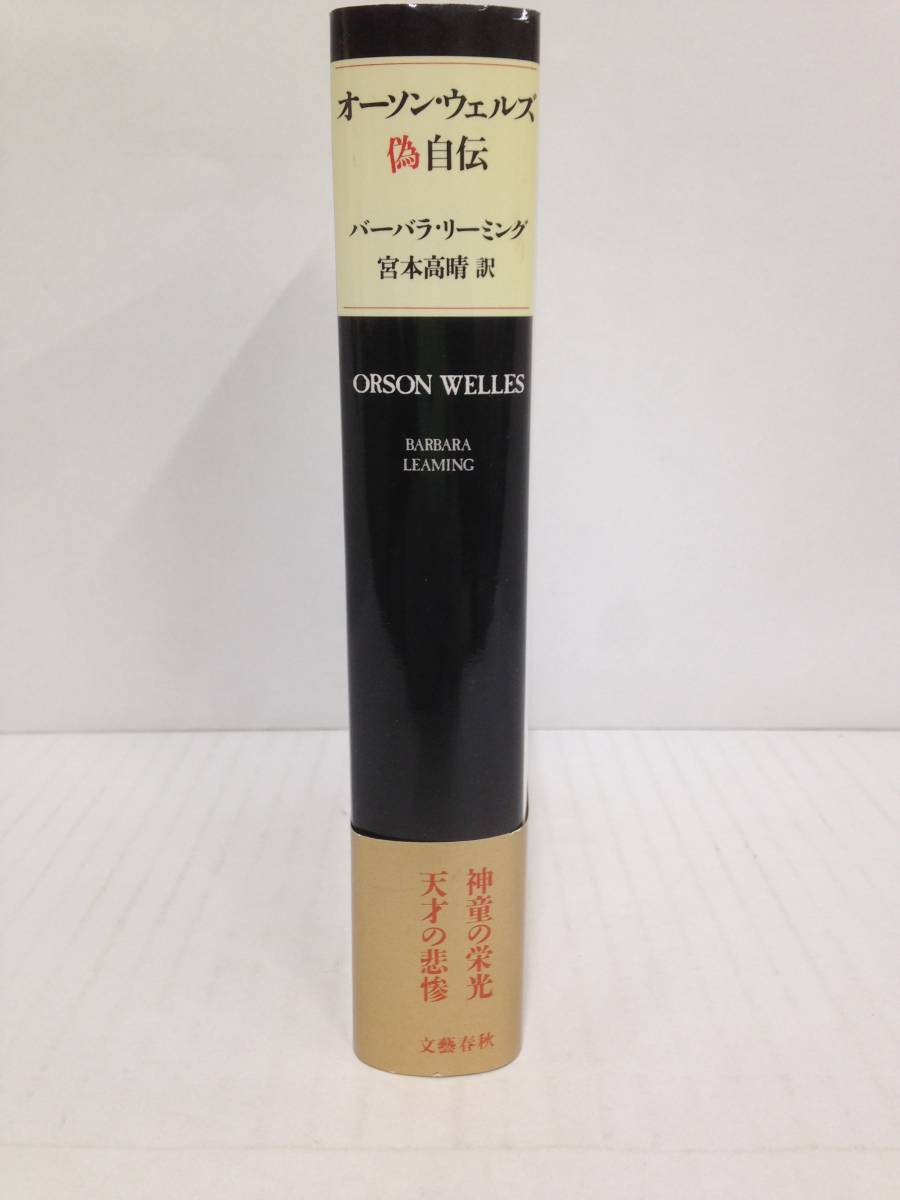 オーソン・ウェルズ
偽自伝
バーバラ・リーミング
宮本高晴 訳
ORSON WELLES
BARBARA
LEAMING
神童の栄光
天才の悲惨
文藝春秋